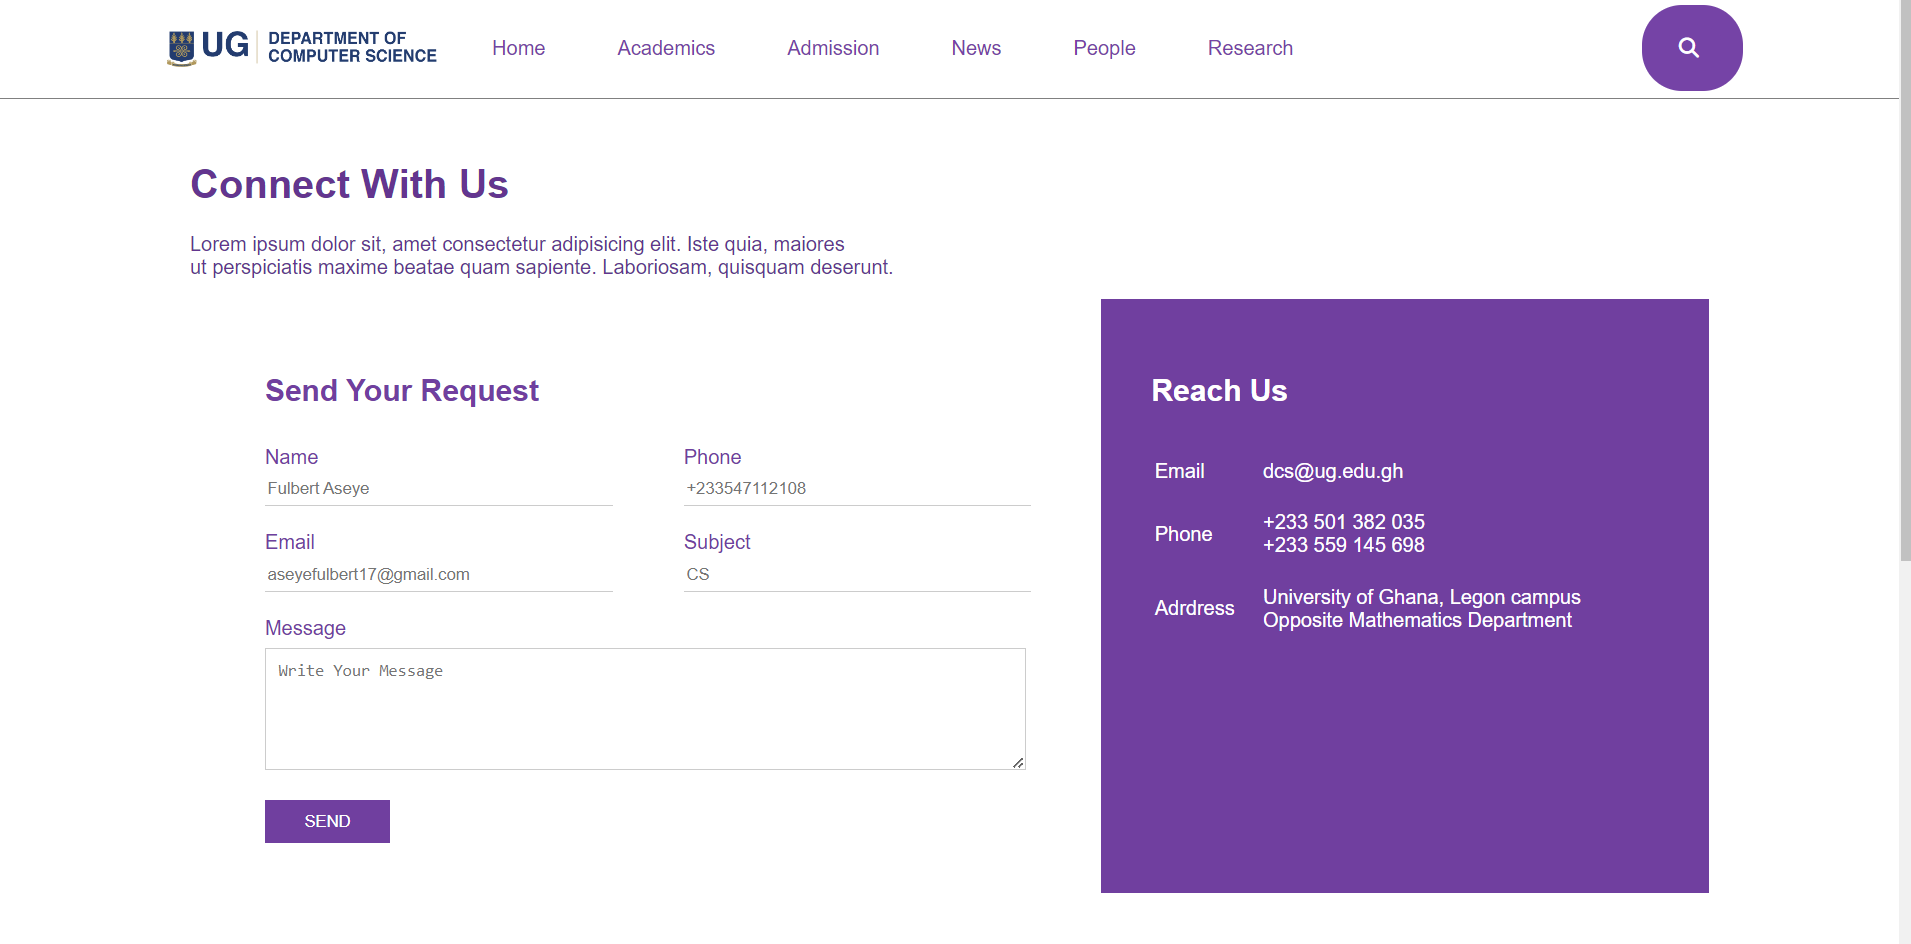 UG
DEPARTMENT OF
COMPUTER SCIENCE
Home
Academics
Admission
News
People
Research
Connect With Us
Lorem ipsum dolor sit, amet consectetur adipisicing elit. Iste quia, maiores
ut perspiciatis maxime beatae quam sapiente. Laboriosam, quisquam deserunt.
Send Your Request
Name
Fulbert Aseye
Phone
+233547112108
Email
aseyefulbert17@gmail.com
Subject
CS
Message
Write Your Message
SEND
Reach Us
Email
dcs@ug.edu.gh
Phone
+233 501 382 035
+233 559 145 698
Adrdress
University of Ghana, Legon campus
Opposite Mathematics Department